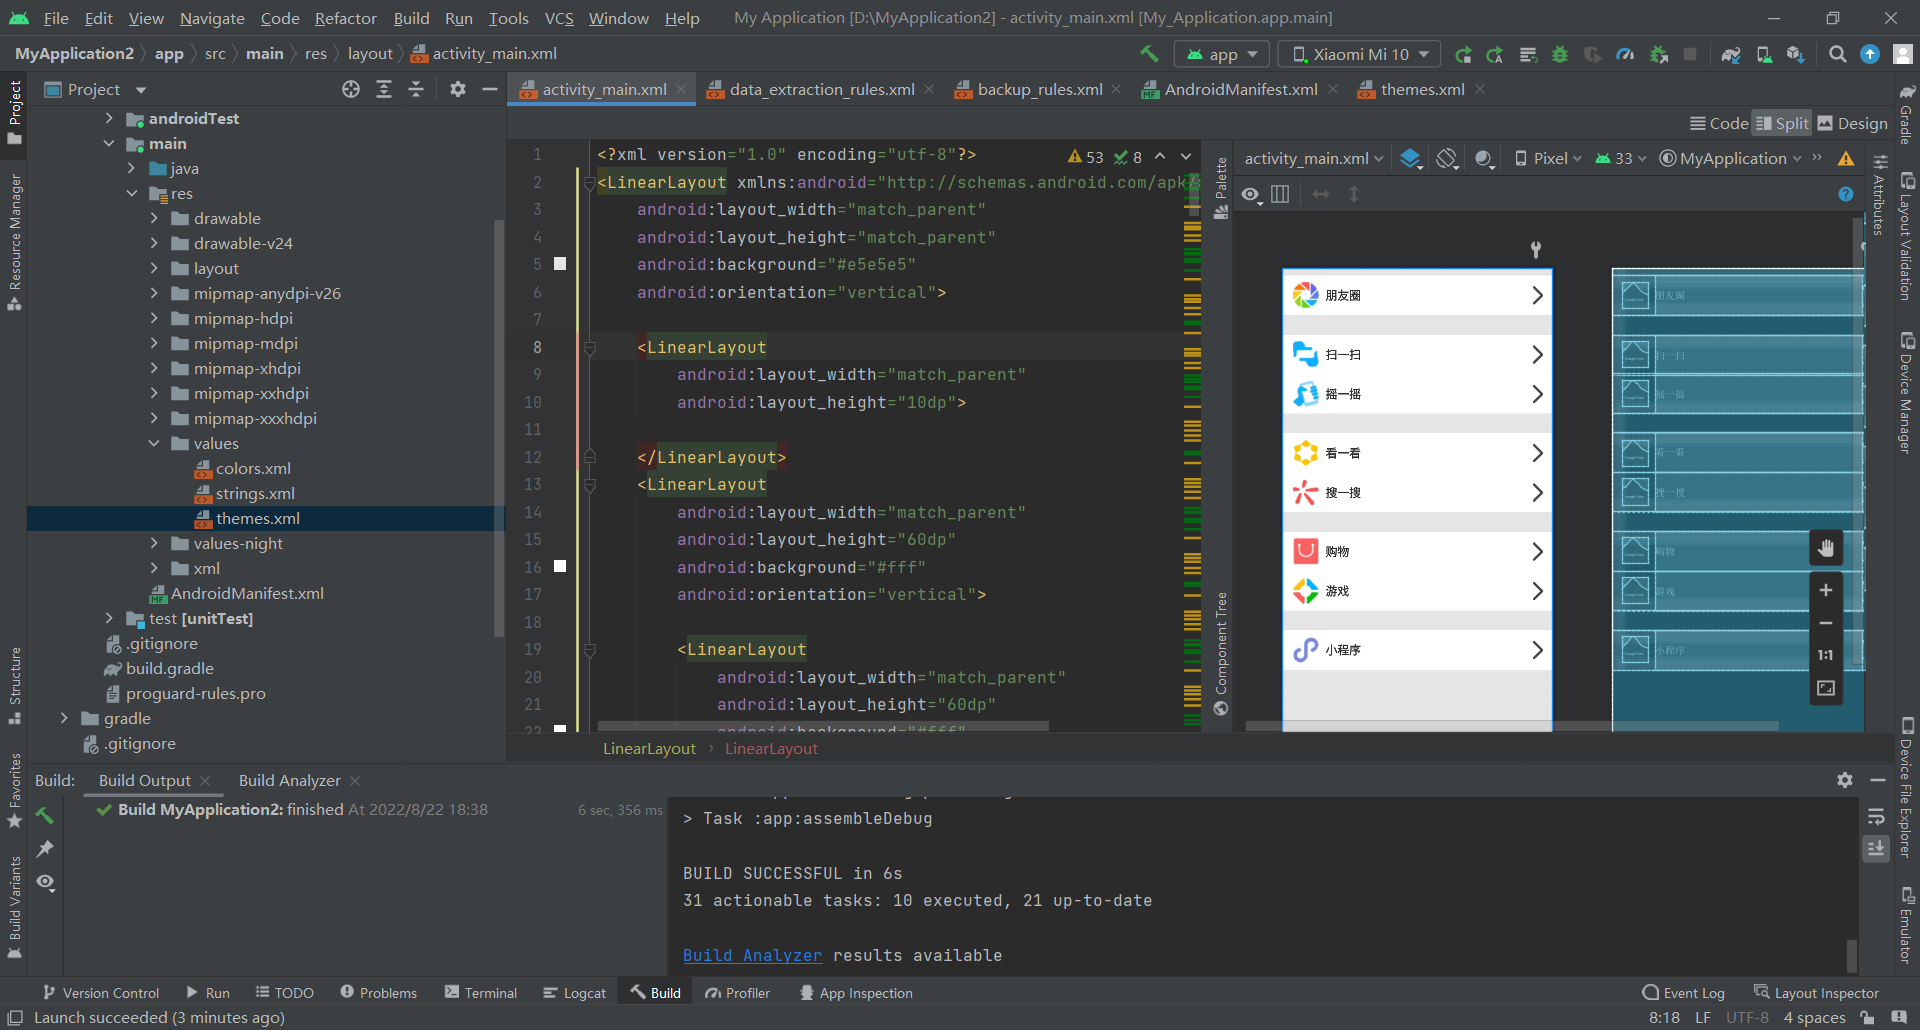 File Edit View Navigate Code Refactor Build Run Tools VCS Window Help My Application [D:\MyApplication2] - activity_main.xml [My_Application.app.main]
MyApplication2 app src main res layout activity_main.xml app Xiaomi Mi 10
Project
activity_main.xml data_extraction_rules.xml backup_rules.xml AndroidManifest.xml themes.xml
Code Split Design
androidTest
main
java
res
drawable
drawable-v24
layout
mipmap-anydpi-v26
mipmap-hdpi
mipmap-mdpi
mipmap-xhdpi
mipmap-xxhdpi
mipmap-xxxhdpi
values
colors.xml
strings.xml
themes.xml
values-night
xml
AndroidManifest.xml
test [unitTest]
.gitignore
build.gradle
proguard-rules.pro
gradle
.gitignore
Project
Resource Manager
Structure
Favorites
Build Variants
53 8
1 <?xml version="1.0" encoding="utf-8"?>
2 <LinearLayout xmlns:android="http://schemas.android.com/apk/
3 android:layout_width="match_parent"
4 android:layout_height="match_parent"
5 android:background="#e5e5e5"
6 android:orientation="vertical">
7
8 <LinearLayout
9 android:layout_width="match_parent"
10 android:layout_height="10dp">
11
12 </LinearLayout>
13 <LinearLayout
14 android:layout_width="match_parent"
15 android:layout_height="60dp"
16 android:background="#fff"
17 android:orientation="vertical">
18
19 <LinearLayout
20 android:layout_width="match_parent"
21 android:layout_height="60dp"
22 android:background="#fff"
LinearLayout LinearLayout
Palette
Component Tree
activity_main.xml Pixel 33 MyApplication
朋友圈
扫一扫
摇一摇
看一看
搜一搜
购物
游戏
小程序
朋友圈
扫一扫
摇一摇
看一看
搜一搜
购物
游戏
小程序
1:1
Attributes
Gradle
Layout Validation
Device Manager
Device File Explorer
Emulator
Build: Build Output Build Analyzer
Build MyApplication2: finished At 2022/8/22 18:38 6 sec, 356 ms
> Task :app:assembleDebug
BUILD SUCCESSFUL in 6s
31 actionable tasks: 10 executed, 21 up-to-date
Build Analyzer results available
Version Control Run TODO Problems Terminal Logcat Build Profiler App Inspection Event Log Layout Inspector
Launch succeeded (3 minutes ago) 8:18 LF UTF-8 4 spaces